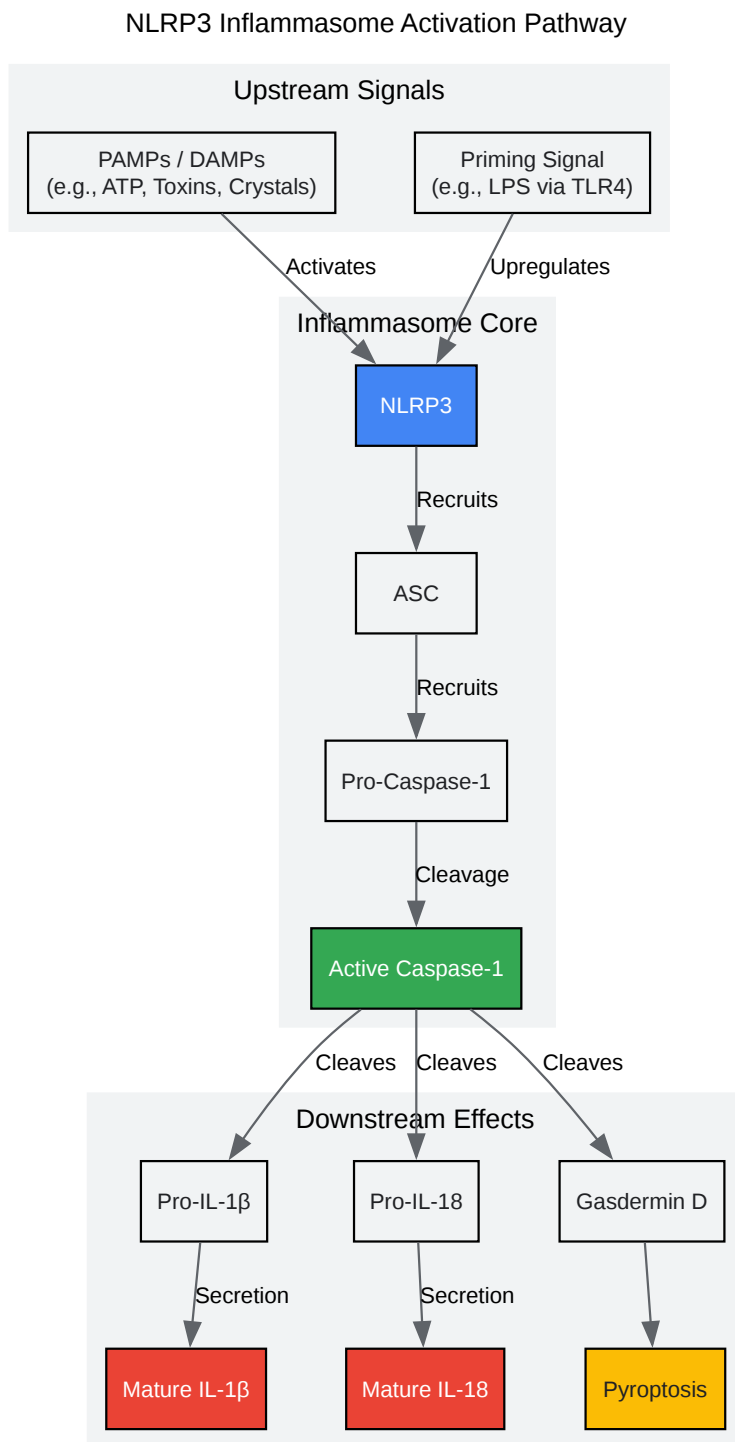 NLRP3 Inflammasome Activation Pathway
Upstream Signals
PAMPs / DAMPs
(e.g., ATP, Toxins, Crystals)
Priming Signal
(e.g., LPS via TLR4)
Activates
Upregulates
Inflammasome Core
NLRP3
Recruits
ASC
Recruits
Pro-Caspase-1
Cleavage
Active Caspase-1
Cleaves
Cleaves
Cleaves
Downstream Effects
Pro-IL-1β
Pro-IL-18
Gasdermin D
Secretion
Secretion
Mature IL-1β
Mature IL-18
Pyroptosis